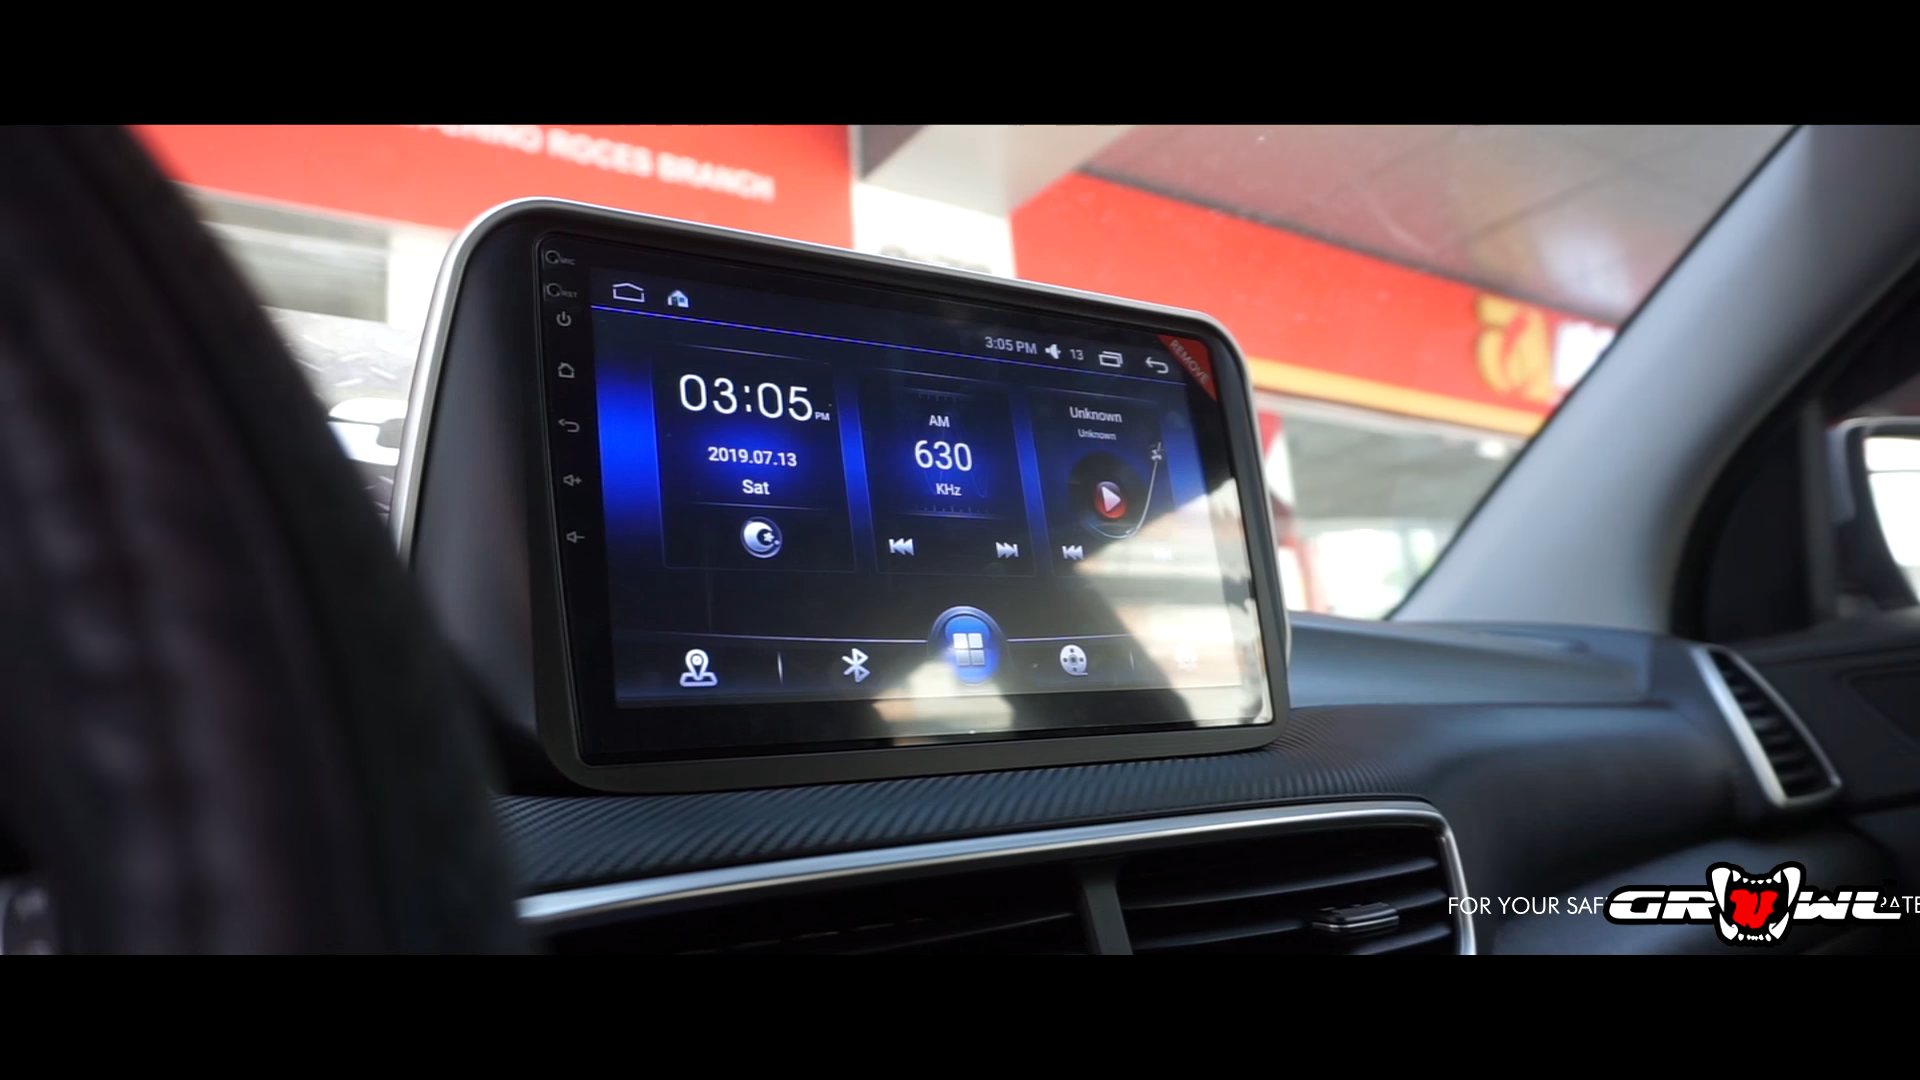 ROCES BRANCH
MIC
RST
3:05 PM 13
REMOVE
03:05 PM
2019.07.13
Sat
AM
630
KHz
Unknown
Unknown
FOR YOUR
GROWL